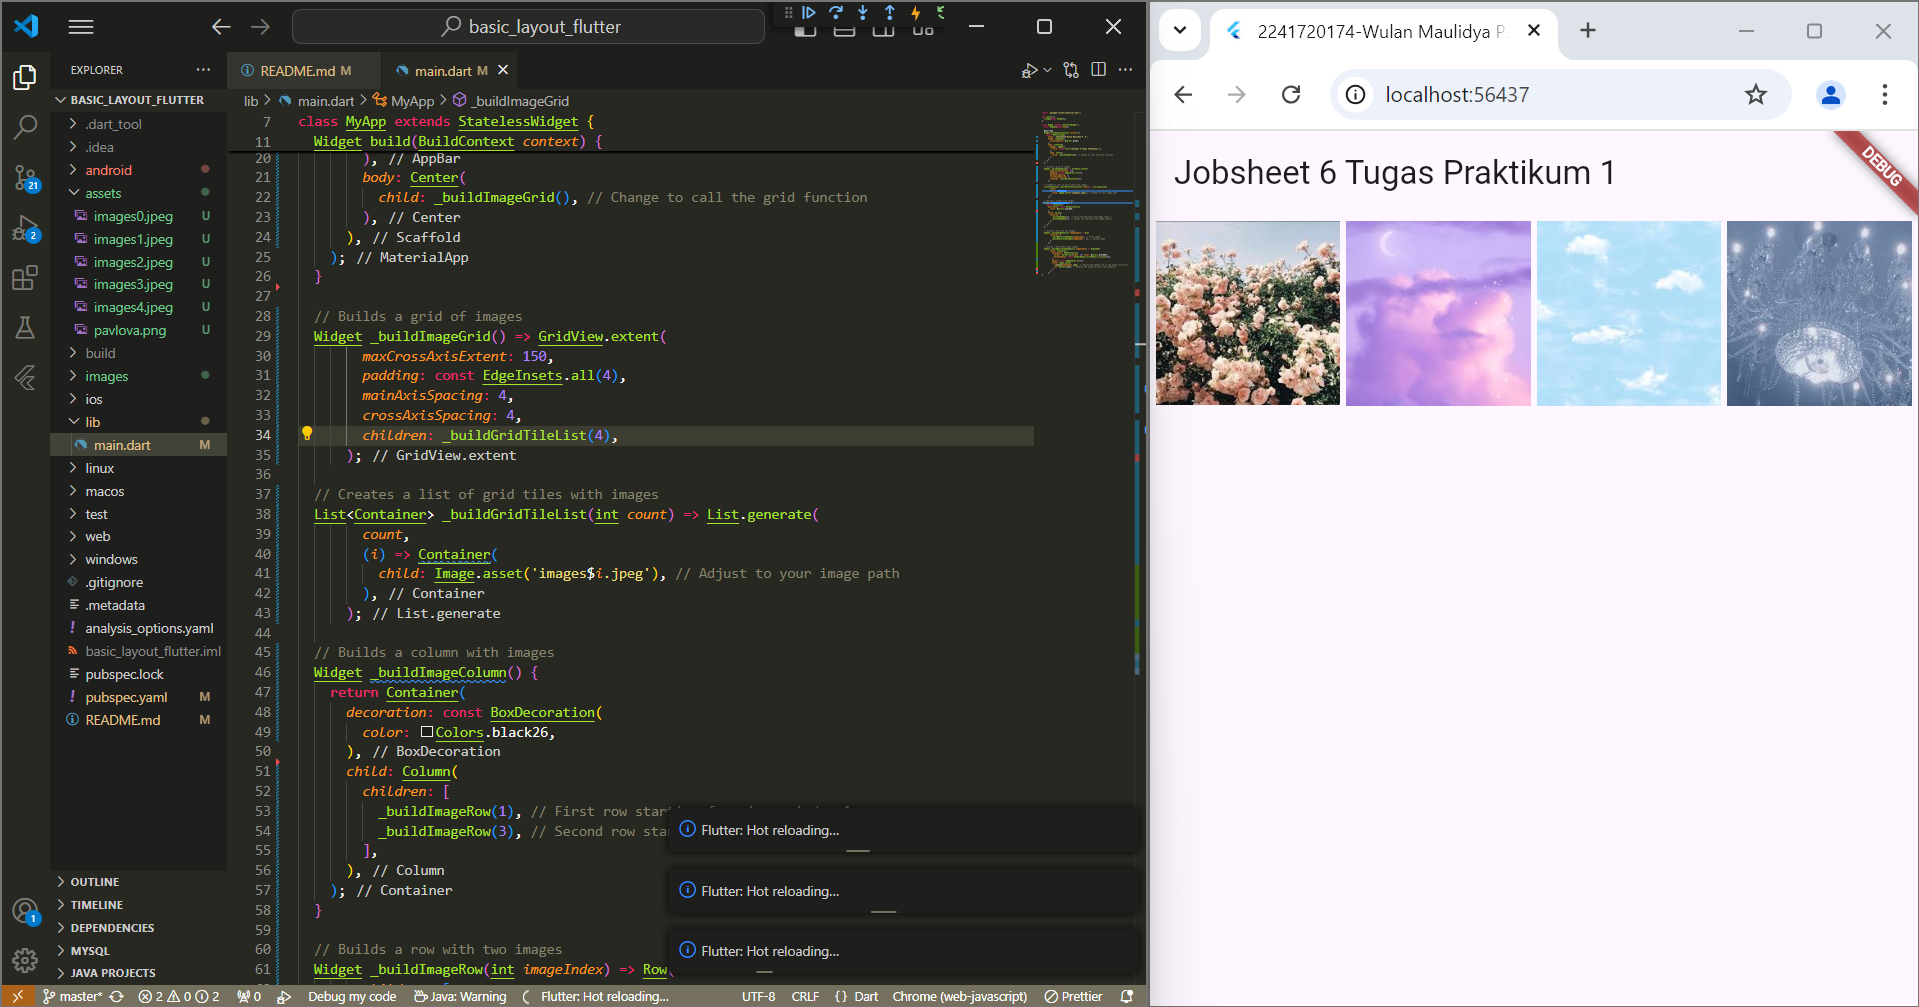 basic_layout_flutter
EXPLORER
BASIC_LAYOUT_FLUTTER
.dart_tool
.idea
android
assets
images0.jpeg U
images1.jpeg U
images2.jpeg U
images3.jpeg U
images4.jpeg U
pavlova.png U
build
images
ios
lib
main.dart M
linux
macos
test
web
windows
.gitignore
.metadata
analysis_options.yaml
basic_layout_flutter.iml
pubspec.lock
pubspec.yaml M
README.md M
OUTLINE
TIMELINE
DEPENDENCIES
MYSQL
JAVA PROJECTS
21
2
1
README.md M
main.dart M
lib > main.dart > MyApp > _buildImageGrid
7 class MyApp extends StatelessWidget {
11 Widget build(BuildContext context) {
20 ), // AppBar
21 body: Center(
22 child: _buildImageGrid(), // Change to call the grid function
23 ), // Center
24 ), // Scaffold
25 ); // MaterialApp
26 }
27
28 // Builds a grid of images
29 Widget _buildImageGrid() => GridView.extent(
30 maxCrossAxisExtent: 150,
31 padding: const EdgeInsets.all(4),
32 mainAxisSpacing: 4,
33 crossAxisSpacing: 4,
34 children: _buildGridTileList(4),
35 ); // GridView.extent
36
37 // Creates a list of grid tiles with images
38 List<Container> _buildGridTileList(int count) => List.generate(
39 count,
40 (i) => Container(
41 child: Image.asset('images$i.jpeg'), // Adjust to your image path
42 ), // Container
43 ); // List.generate
44
45 // Builds a column with images
46 Widget _buildImageColumn() {
47 return Container(
48 decoration: const BoxDecoration(
49 color: Colors.black26,
50 ), // BoxDecoration
51 child: Column(
52 children: [
53 _buildImageRow(1), // First row star
54 _buildImageRow(3), // Second row sta
55 ],
56 ), // Column
57 ); // Container
58 }
59
60 // Builds a row with two images
61 Widget _buildImageRow(int imageIndex) => Row(
Flutter: Hot reloading...
Flutter: Hot reloading...
Flutter: Hot reloading...
master* 2 0 2 0 Debug my code Java: Warning Flutter: Hot reloading... UTF-8 CRLF {} Dart Chrome (web-javascript) Prettier
2241720174-Wulan Maulidya P
localhost:56437
Jobsheet 6 Tugas Praktikum 1
DEBUG